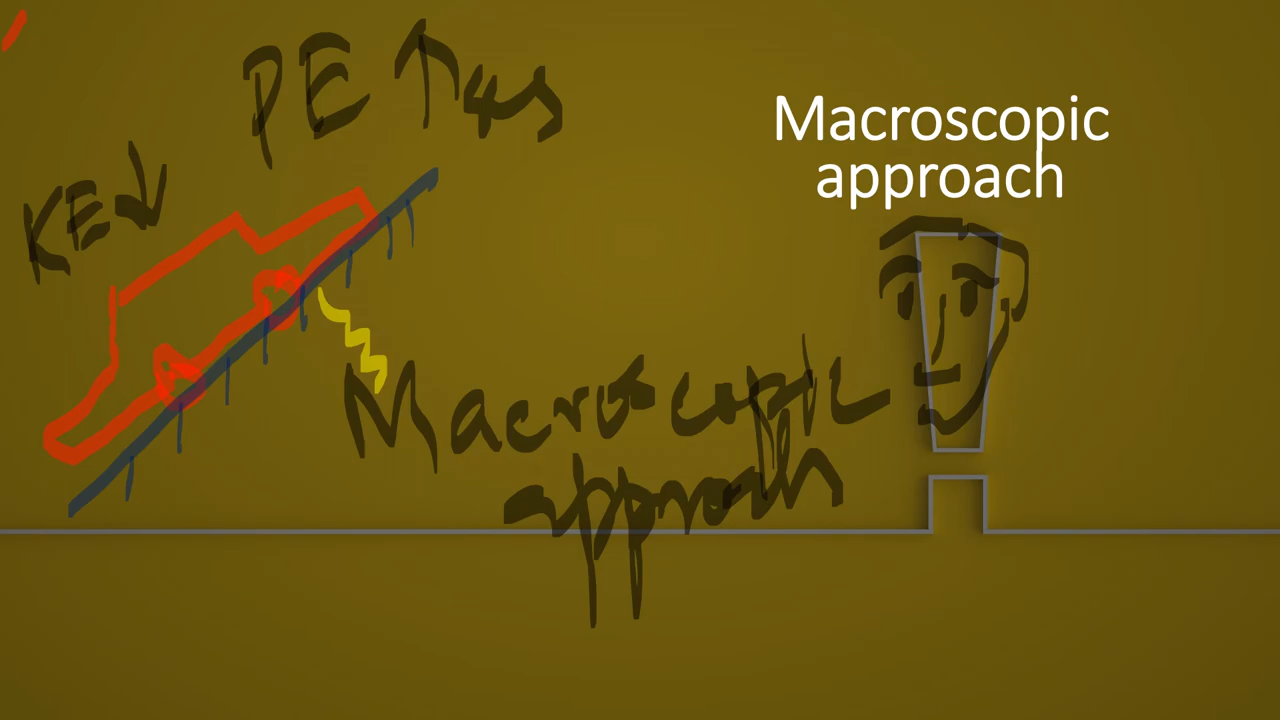 PE ↑
Macroscopic
approach
KE ↓
Macroscopic
approach